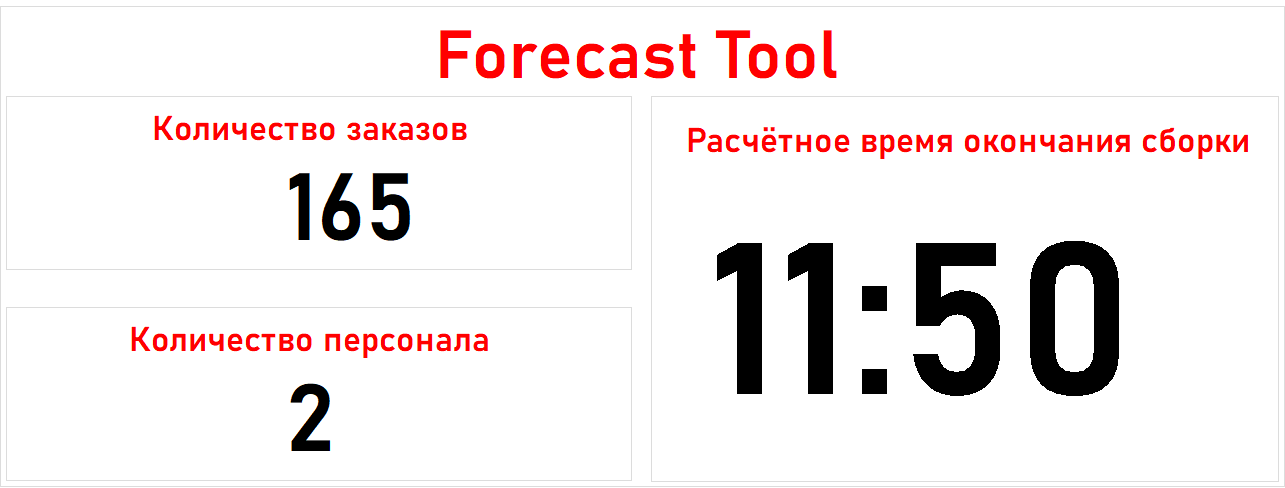 Forecast Tool
Количество заказов
165
Количество персонала
2
Расчётное время окончания сборки
11:50